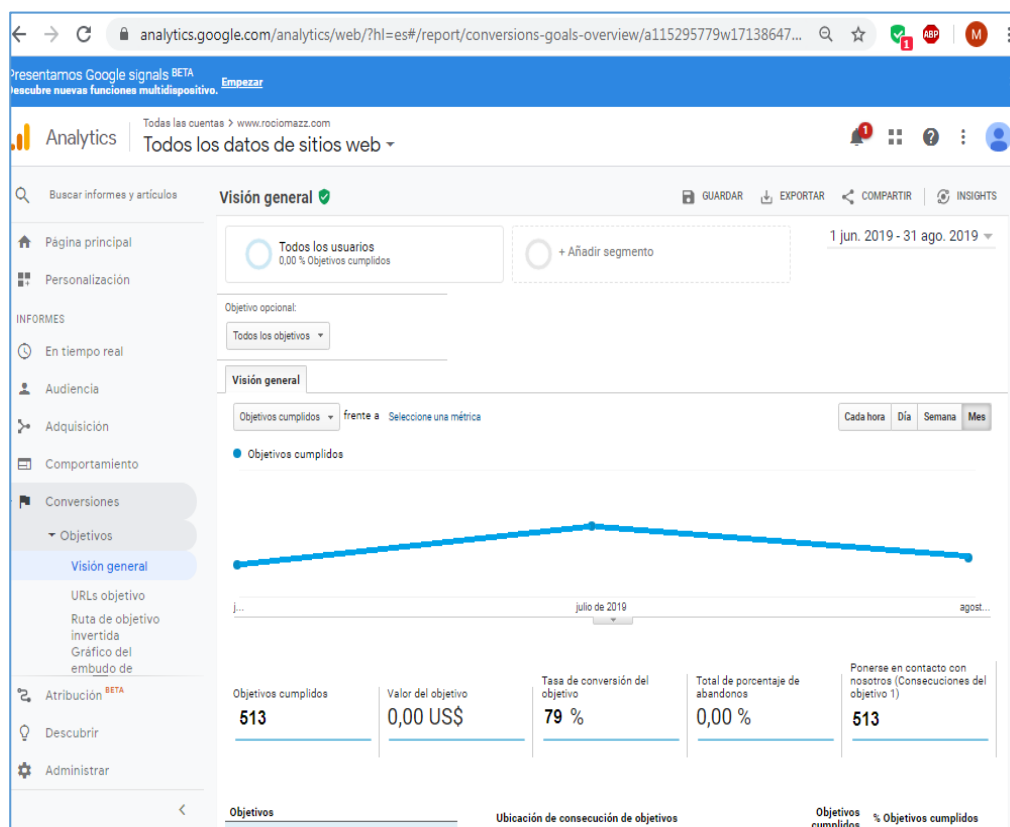 analytics.google.com/analytics/web/?hl=es#/report/conversions-goals-overview/a115295779w17138647...
1
ABP
M
Presentamos Google signals BETA
Descubre nuevas funciones multidispositivo.
Empezar
Analytics
Todas las cuentas > www.rociomazz.com
Todos los datos de sitios web
1
Buscar informes y artículos
Visión general
GUARDAR
EXPORTAR
COMPARTIR
INSIGHTS
Página principal
Personalización
INFORMES
En tiempo real
Audiencia
Adquisición
Comportamiento
Conversiones
Objetivos
Visión general
URLs objetivo
Ruta de objetivo
invertida
Gráfico del
embudo de
Atribución BETA
Descubrir
Administrar
Todos los usuarios
0,00 % Objetivos cumplidos
+ Añadir segmento
1 jun. 2019 - 31 ago. 2019
Objetivo opcional:
Todos los objetivos
Visión general
Objetivos cumplidos frente a Seleccione una métrica
Cada hora Día Semana Mes
Objetivos cumplidos
j...
julio de 2019
agost...
Objetivos cumplidos
513
Valor del objetivo
0,00 US$
Tasa de conversión del
objetivo
79 %
Total de porcentaje de
abandonos
0,00 %
Ponerse en contacto con
nosotros (Consecuciones del
objetivo 1)
513
Objetivos
Ubicación de consecución de objetivos
Objetivos
cumplidos
% Objetivos cumplidos